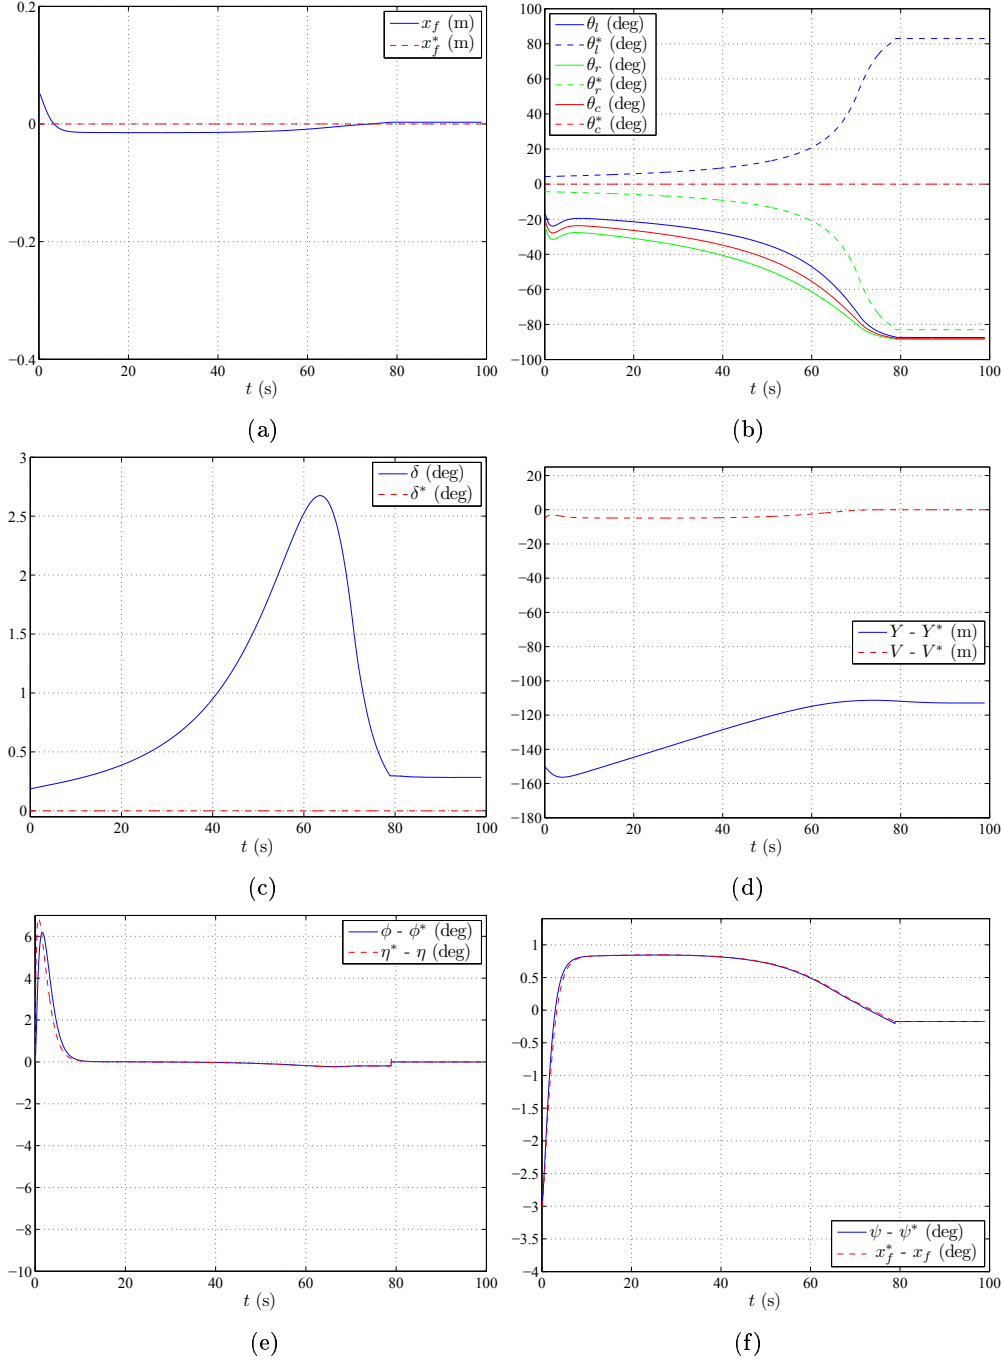 0.2
0
−0.2
−0.4
0 20 40 60 80 100
t (s)
x_f (m)
x_f^* (m)
(a)
100
80
60
40
20
0
−20
−40
−60
−80
−100
0 20 40 60 80 100
t (s)
θ_l (deg)
θ_l^* (deg)
θ_r (deg)
θ_r^* (deg)
θ_c (deg)
θ_c^* (deg)
(b)
3
2.5
2
1.5
1
0.5
0
0 20 40 60 80 100
t (s)
δ (deg)
δ* (deg)
(c)
20
0
−20
−40
−60
−80
−100
−120
−140
−160
−180
0 20 40 60 80 100
t (s)
Y - Y* (m)
V - V* (m)
(d)
6
4
2
0
−2
−4
−6
−8
−10
0 20 40 60 80 100
t (s)
ϕ - ϕ* (deg)
η* - η (deg)
(e)
1
0.5
0
−0.5
−1
−1.5
−2
−2.5
−3
−3.5
−4
0 20 40 60 80 100
t (s)
ψ - ψ* (deg)
x_f^* - x_f (deg)
(f)